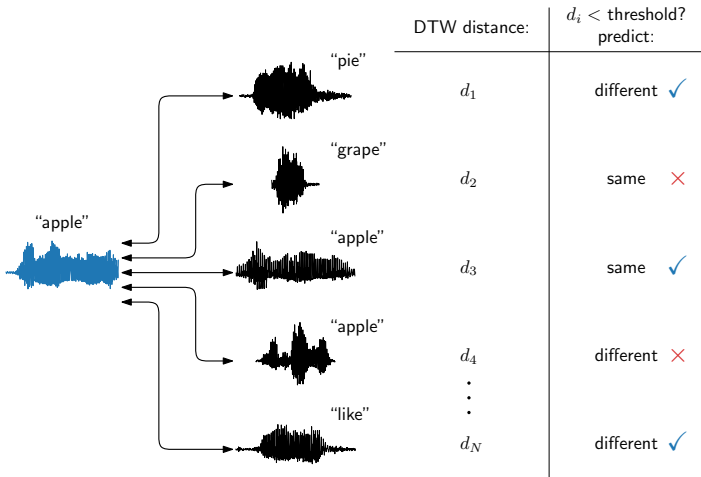 DTW distance:
d_i < threshold?
predict:
“pie”
d_1
different ✓
“grape”
d_2
same ×
“apple”
“apple”
d_3
same ✓
“apple”
d_4
different ×
⋮
“like”
d_N
different ✓